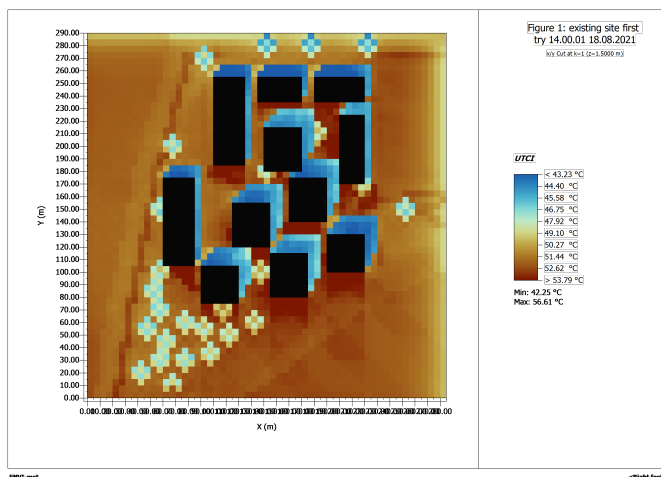 Figure 1: existing site first
try 14.00.01 18.08.2021
x/y Cut at k=1 (z=1.5000 m)
290.00
280.00
270.00
260.00
250.00
240.00
230.00
220.00
210.00
200.00
190.00
180.00
170.00
160.00
150.00
140.00
130.00
120.00
110.00
100.00
90.00
80.00
70.00
60.00
50.00
40.00
30.00
20.00
10.00
0.00
Y (m)
X (m)
UTCI
< 43.23 °C
44.40 °C
45.58 °C
46.75 °C
47.92 °C
49.10 °C
50.27 °C
51.44 °C
52.62 °C
> 53.79 °C
Min: 42.25 °C
Max: 56.61 °C